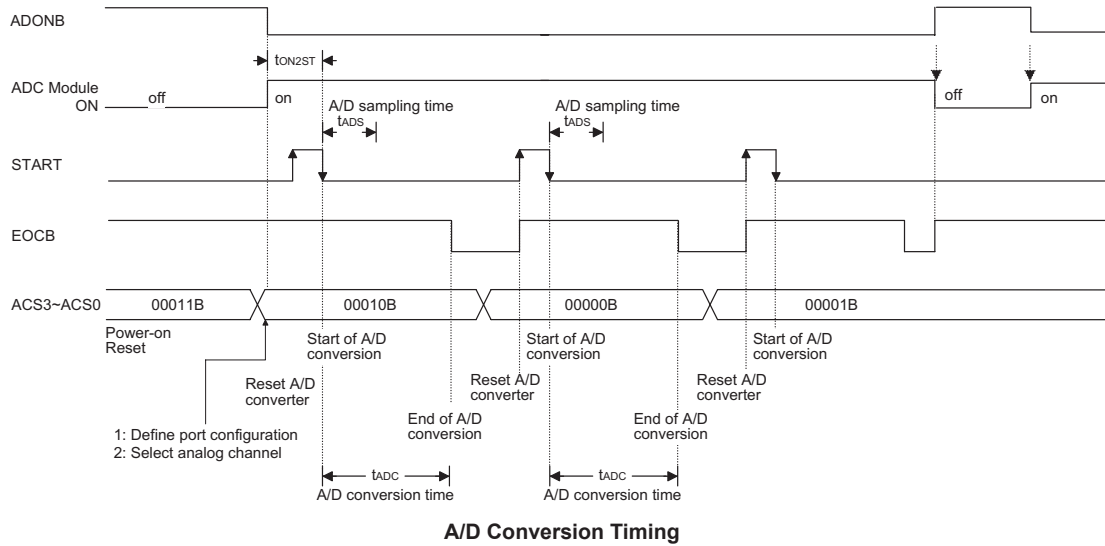 ADONB
tON2ST
ADC Module
ON
off
on
off
on
A/D sampling time
tADS
A/D sampling time
tADS
START
EOCB
ACS3~ACS0
00011B
00010B
00000B
00001B
Power-on
Reset
Start of A/D
conversion
Start of A/D
conversion
Start of A/D
conversion
Reset A/D
converter
Reset A/D
converter
Reset A/D
converter
End of A/D
conversion
End of A/D
conversion
1: Define port configuration
2: Select analog channel
tADC
A/D conversion time
tADC
A/D conversion time
A/D Conversion Timing